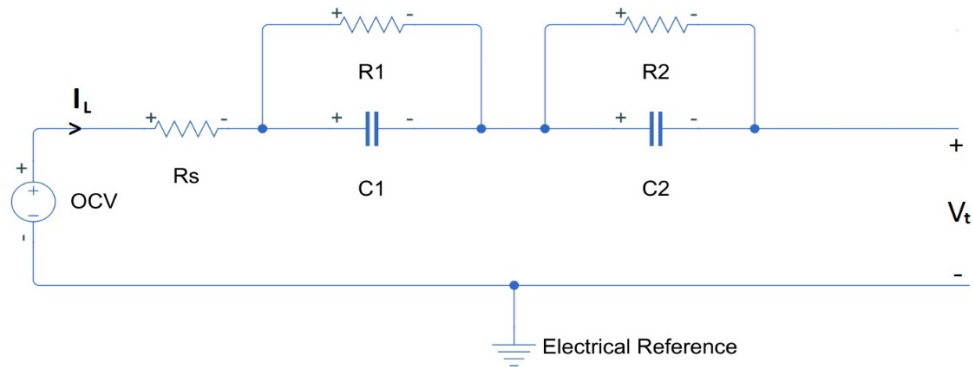 R1
R2
I_L
Rs
C1
C2
OCV
V_t
Electrical Reference
+ -
+ -
+ -
+ -
+ -
+
-
+
-
+
-